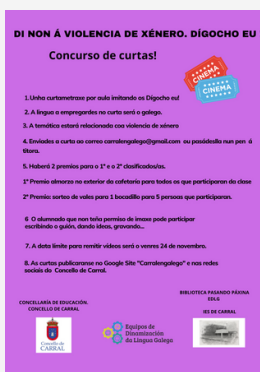 DI NON Á VIOLENCIA DE XÉNERO. DÍGOCHO EU
Concurso de curtas!
CINEMA
CINEMA
1. Unha curtametraxe por aula imitando os Dígocho eu!
2. A lingua a empregardes no curta será o galego.
3. A temática estará relacionada coa violencia de xénero
4. Enviades a curta ao correo carralengalego@gmail.com ou pasádesllo nun pen á
titora.
5. Haberá 2 premios para o 1º e o 2º clasificados/as.
1º Premio almorzo no exterior da cafetaría para todos os que participaran da clase
2º Premio: sorteo de vales para 1 bocadillo para 5 persoas que participaran.
6 O alumnado que non teña permiso de imaxe pode participar
escribindo o guión, dando ideas, gravando...
7. A data límite para remitir vídeos será o venres 24 de novembro.
8. As curtas publicaranse no Google Site "Carralengalego" e nas redes
sociais do Concello de Carral.
CONCELLARÍA DE EDUCACIÓN.
CONCELLO DE CARRAL
BIBLIOTECA PASANDO PÁXINA
EDLG
IES DE CARRAL
Concello de
CARRAL
Equipos de
Dinamización
da Lingua Galega